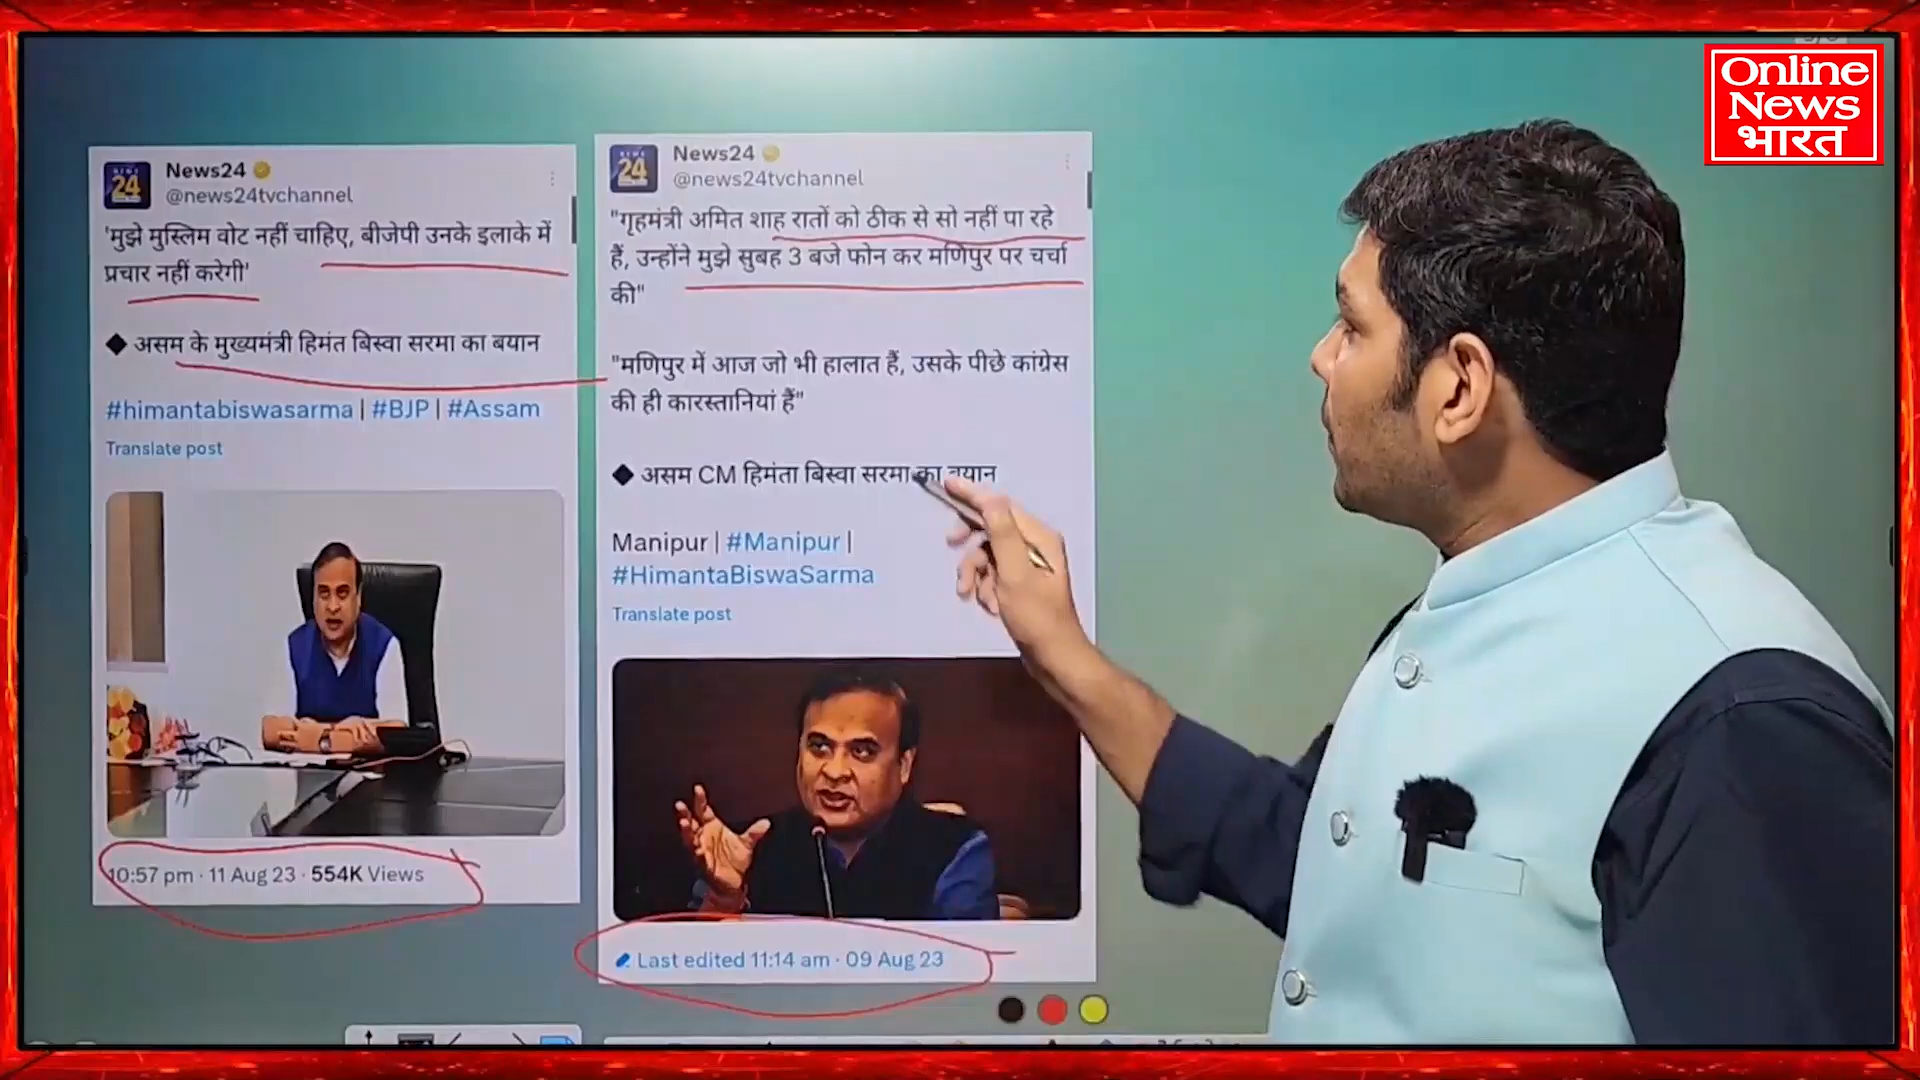 Online
News
भारत
News24
@news24tvchannel
'मुझे मुस्लिम वोट नहीं चाहिए, बीजेपी उनके इलाके में
प्रचार नहीं करेगी'
◆ असम के मुख्यमंत्री हिमंत बिस्वा सरमा का बयान
#himantabiswasarma | #BJP | #Assam
Translate post
10:57 pm · 11 Aug 23 · 554K Views
News24
@news24tvchannel
"गृहमंत्री अमित शाह रातों को ठीक से सो नहीं पा रहे
हैं, उन्होंने मुझे सुबह 3 बजे फोन कर मणिपुर पर चर्चा
की"
"मणिपुर में आज जो भी हालात हैं, उसके पीछे कांग्रेस
की ही कारस्तानियां हैं"
◆ असम CM हिमंता बिस्वा सरमा का बयान
Manipur | #Manipur |
#HimantaBiswaSarma
Translate post
Last edited 11:14 am · 09 Aug 23
24
24